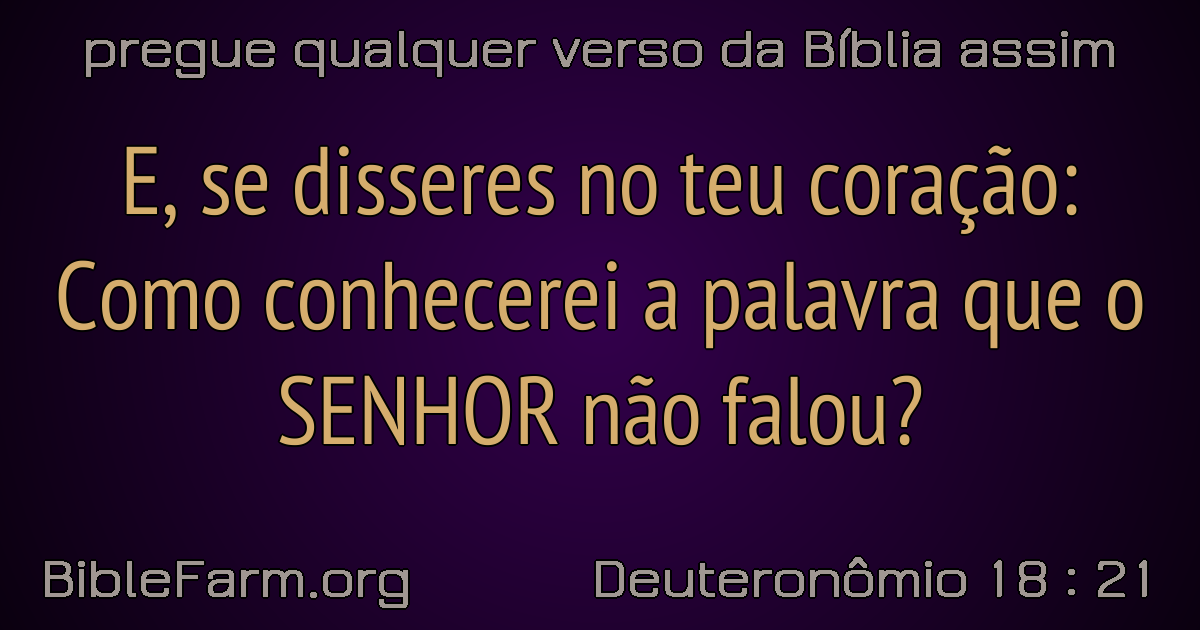 pregue qualquer verso da Bíblia assim
E, se disseres no teu coração:
Como conhecerei a palavra que o
SENHOR não falou?
BibleFarm.org
Deuteronômio 18 : 21